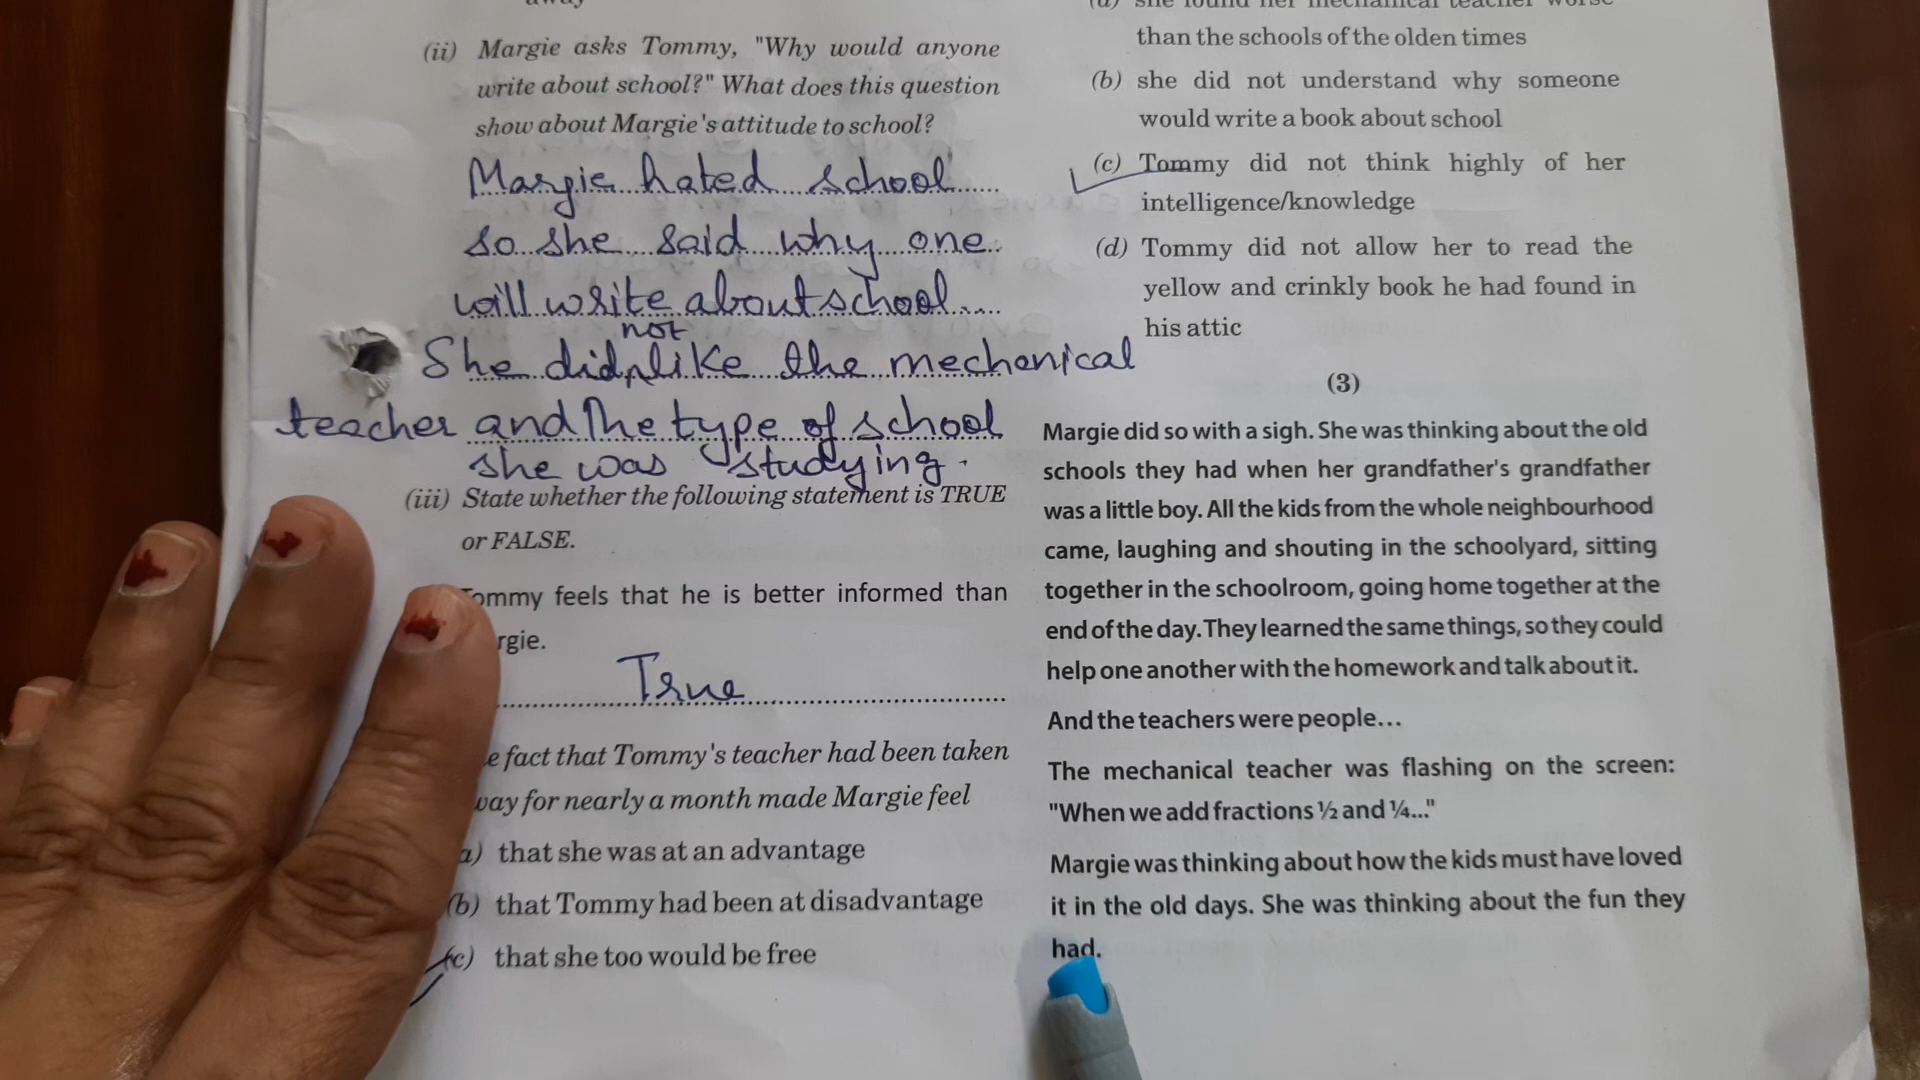 away
(ii) Margie asks Tommy, "Why would anyone
write about school?" What does this question
show about Margie's attitude to school?
Margie hated school
so she said why one
will write about school
not
She did like the mechanical
teacher and the type of school
she was studying.
(iii) State whether the following statement is TRUE
or FALSE.
Tommy feels that he is better informed than
rgie.
True
e fact that Tommy's teacher had been taken
way for nearly a month made Margie feel
a) that she was at an advantage
(b) that Tommy had been at disadvantage
(c) that she too would be free
she found her mechanical teacher worse
than the schools of the olden times
(b) she did not understand why someone
would write a book about school
(c) Tommy did not think highly of her
intelligence/knowledge
(d) Tommy did not allow her to read the
yellow and crinkly book he had found in
his attic
(3)
Margie did so with a sigh. She was thinking about the old
schools they had when her grandfather's grandfather
was a little boy. All the kids from the whole neighbourhood
came, laughing and shouting in the schoolyard, sitting
together in the schoolroom, going home together at the
end of the day. They learned the same things, so they could
help one another with the homework and talk about it.
And the teachers were people...
The mechanical teacher was flashing on the screen:
"When we add fractions ½ and ¼..."
Margie was thinking about how the kids must have loved
it in the old days. She was thinking about the fun they
had.